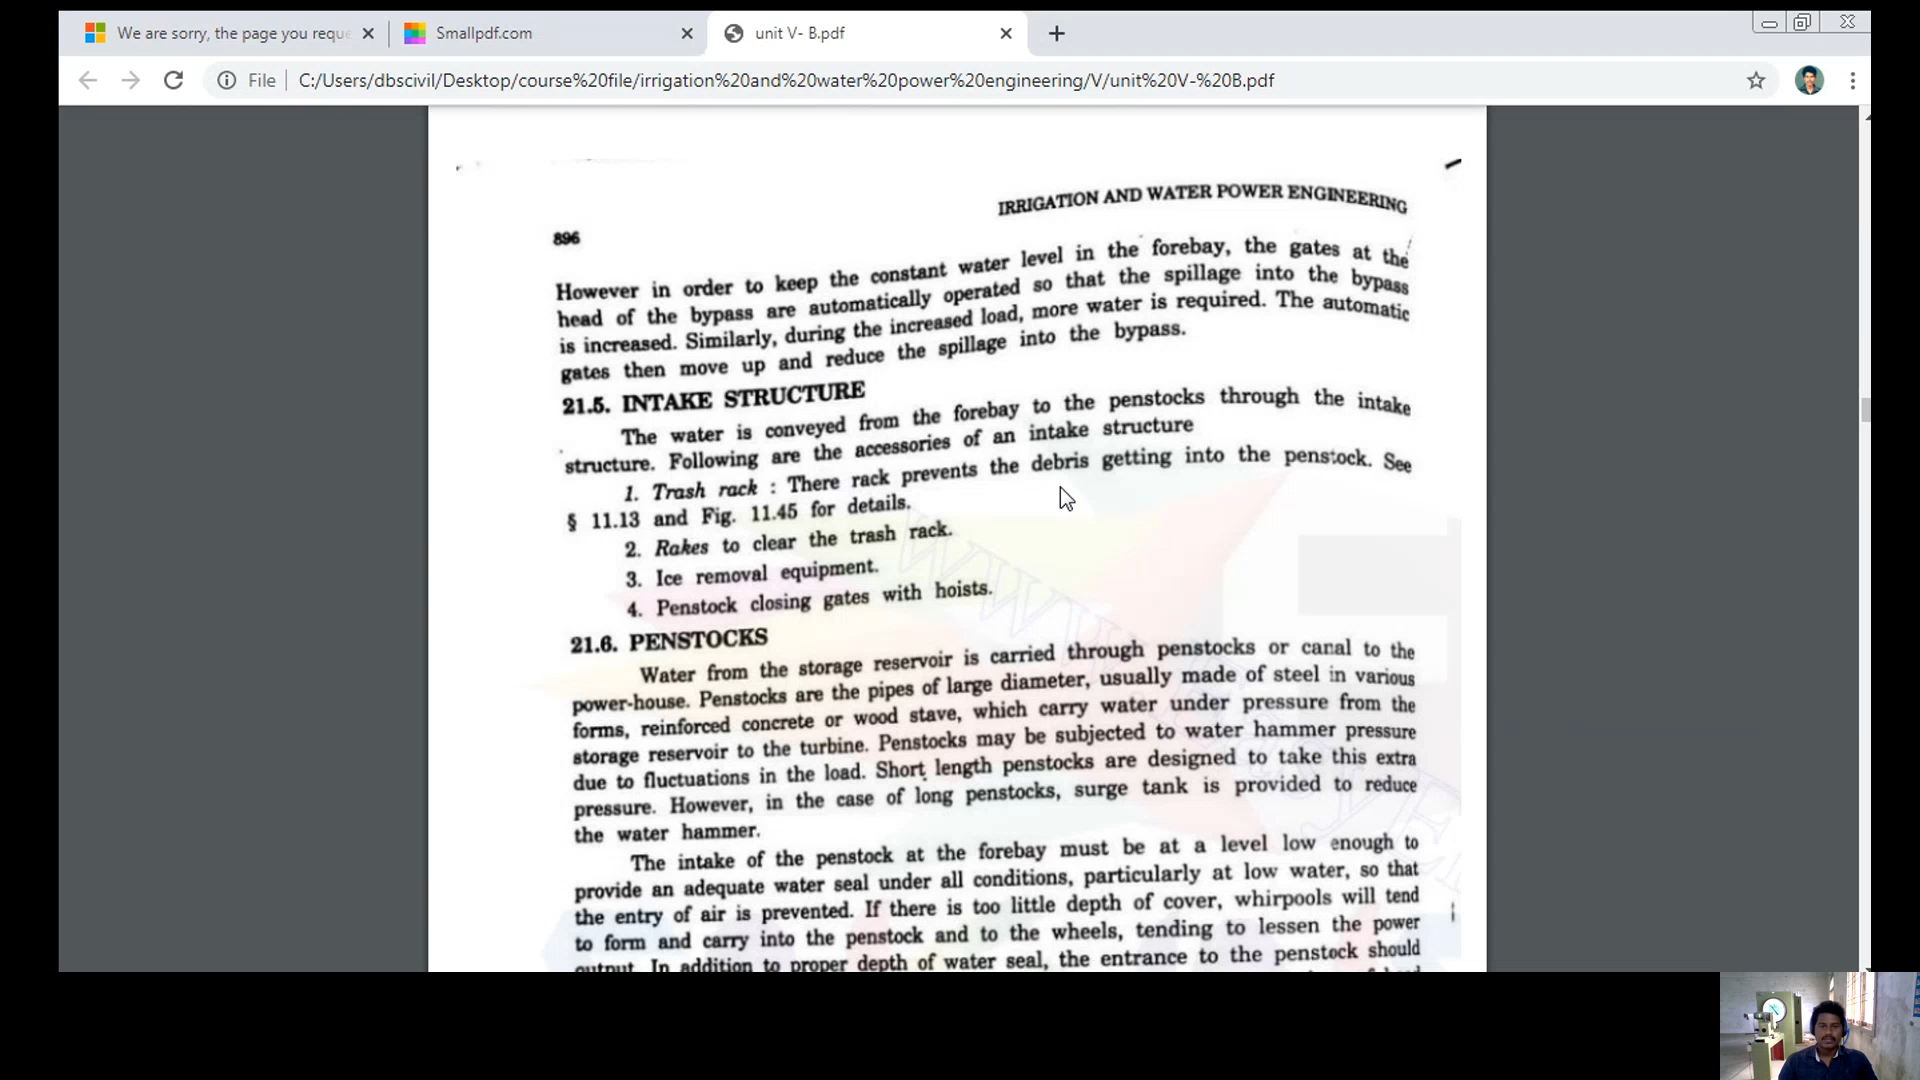 We are sorry, the page you reque
Smallpdf.com
unit V- B.pdf
File
C:/Users/dbscivil/Desktop/course%20file/irrigation%20and%20water%20power%20engineering/V/unit%20V-%20B.pdf
IRRIGATION AND WATER POWER ENGINEERING
896
However in order to keep the constant water level in the forebay, the gates at the
head of the bypass are automatically operated so that the spillage into the bypass
is increased. Similarly, during the increased load, more water is required. The automatic
gates then move up and reduce the spillage into the bypass.
21.5. INTAKE STRUCTURE
The water is conveyed from the forebay to the penstocks through the intake
structure. Following are the accessories of an intake structure
1. Trash rack : There rack prevents the debris getting into the penstock. See
§ 11.13 and Fig. 11.45 for details.
2. Rakes to clear the trash rack.
3. Ice removal equipment.
4. Penstock closing gates with hoists.
21.6. PENSTOCKS
Water from the storage reservoir is carried through penstocks or canal to the
power-house. Penstocks are the pipes of large diameter, usually made of steel in various
forms, reinforced concrete or wood stave, which carry water under pressure from the
storage reservoir to the turbine. Penstocks may be subjected to water hammer pressure
due to fluctuations in the load. Short length penstocks are designed to take this extra
pressure. However, in the case of long penstocks, surge tank is provided to reduce
the water hammer.
The intake of the penstock at the forebay must be at a level low enough to
provide an adequate water seal under all conditions, particularly at low water, so that
the entry of air is prevented. If there is too little depth of cover, whirpools will tend
to form and carry into the penstock and to the wheels, tending to lessen the power
output. In addition to proper depth of water seal, the entrance to the penstock should